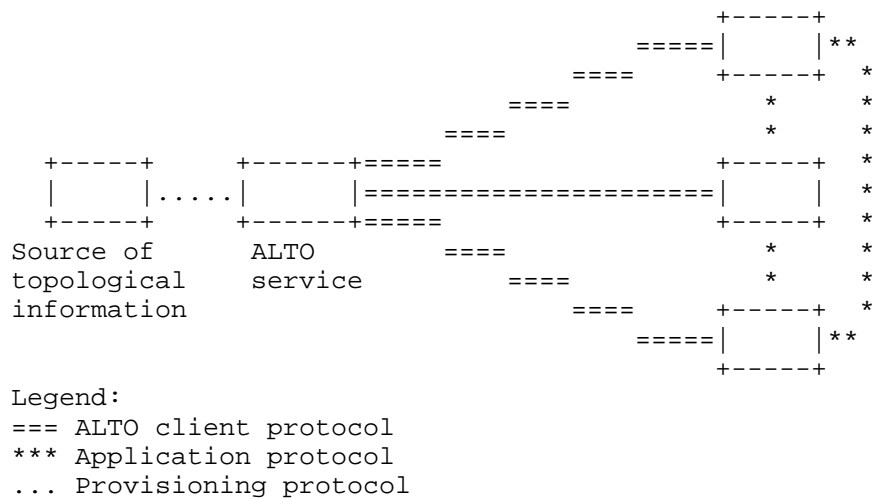 Source of ALTO
topological service
information
Legend:
=== ALTO client protocol
*** Application protocol
... Provisioning protocol